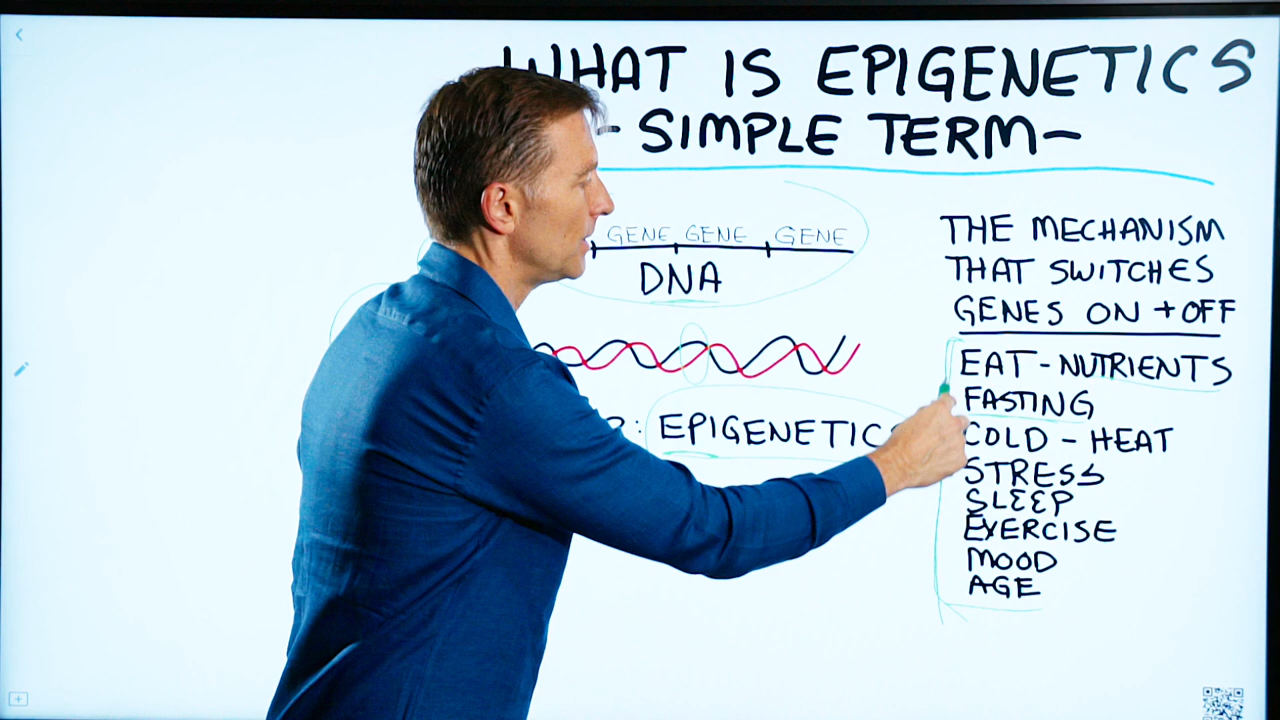 WHAT IS EPIGENETICS
- SIMPLE TERM -
GENE GENE GENE
DNA
: EPIGENETICS
THE MECHANISM
THAT SWITCHES
GENES ON + OFF
EAT - NUTRIENTS
FASTING
COLD - HEAT
STRESS
SLEEP
EXERCISE
MOOD
AGE